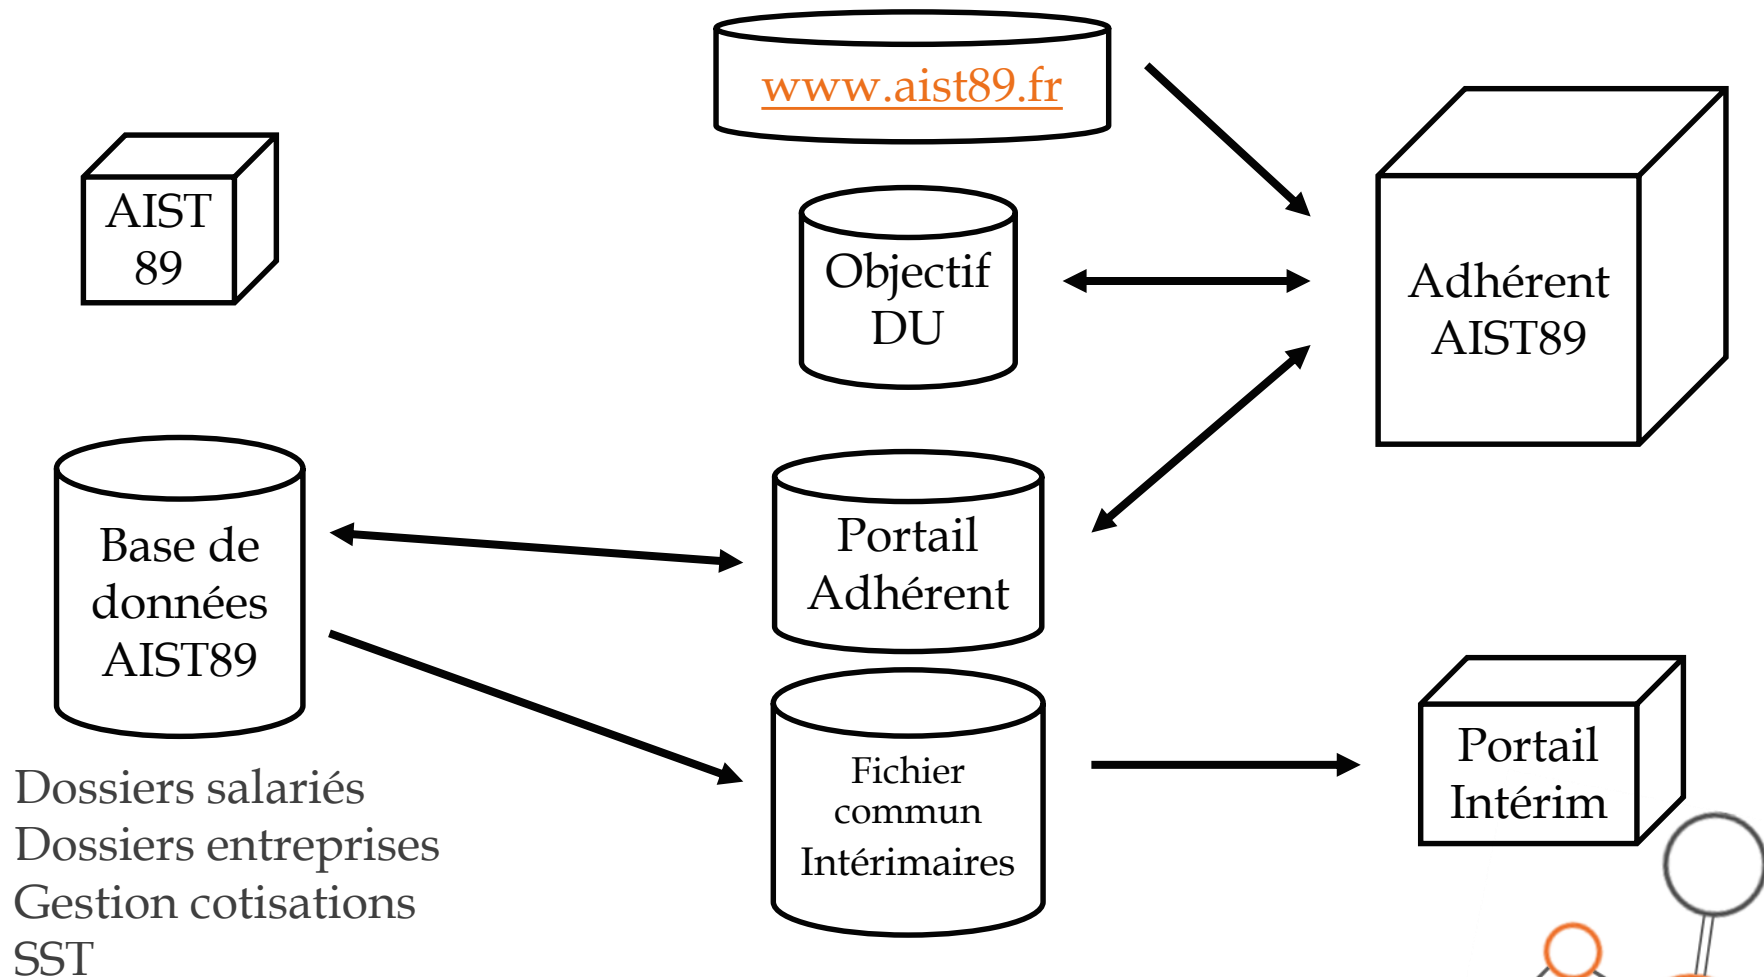 www.aist89.fr
AIST
89
Objectif
DU
Adhérent
AIST89
Base de
données
AIST89
Portail
Adhérent
Fichier
commun
Intérimaires
Portail
Intérim
Dossiers salariés
Dossiers entreprises
Gestion cotisations
SST